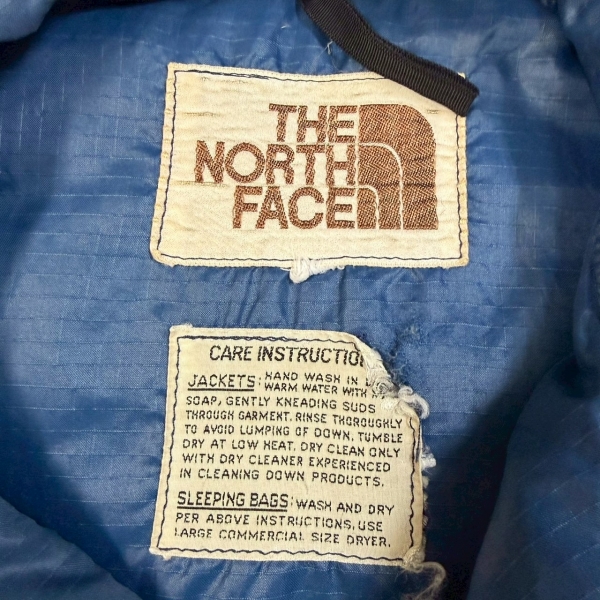 THE
NORTH
FACE
CARE INSTRUCTIO
JACKETS: HAND WASH IN
WARM WATER WITH
SOAP, GENTLY KNEADING SUDS
THROUGH GARMENT. RINSE THOROUGHLY
TO AVOID LUMPING OF DOWN. TUMBLE
DRY AT LOW HEAT. DRY CLEAN ONLY
WITH DRY CLEANER EXPERIENCED
IN CLEANING DOWN PRODUCTS.
SLEEPING BAGS: WASH AND DRY
PER ABOVE INSTRUCTIONS, USE
LARGE COMMERCIAL SIZE DRYER.